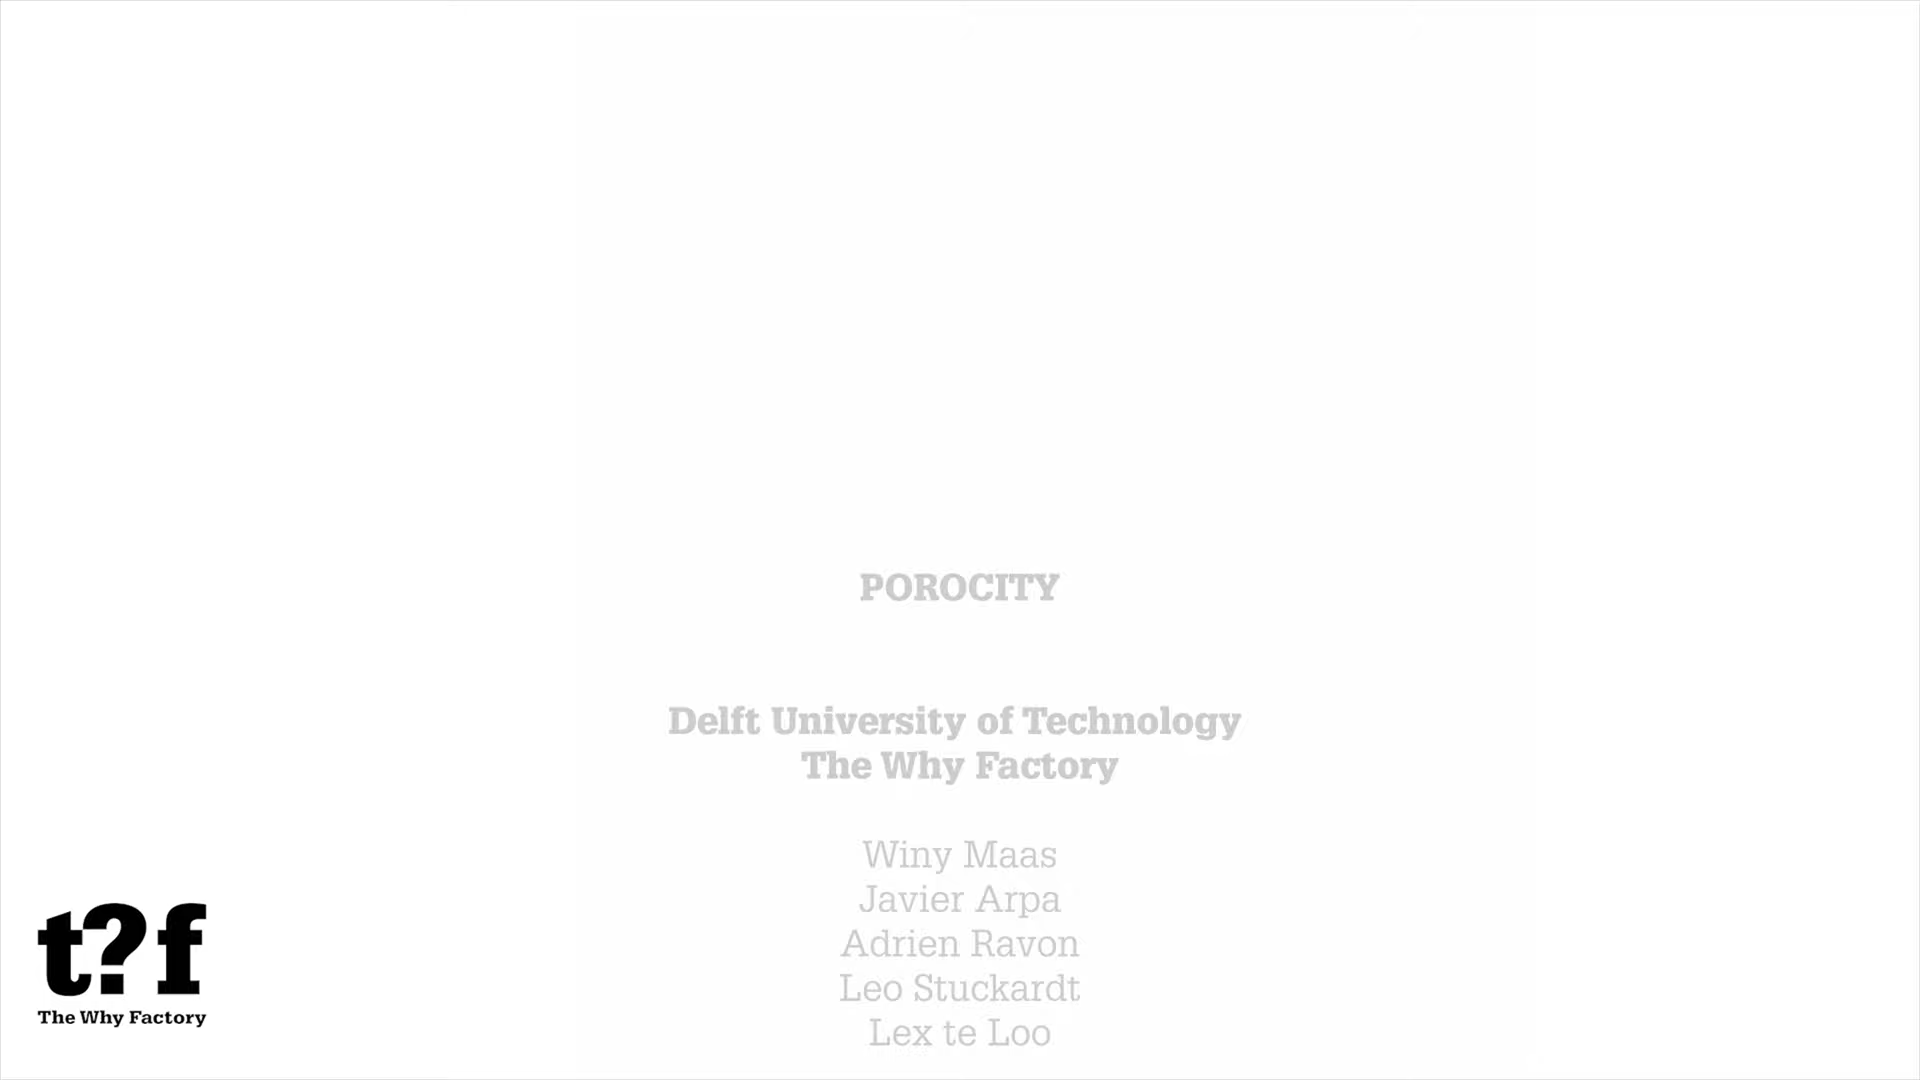 POROCITY
Delft University of Technology
The Why Factory
Winy Maas
Javier Arpa
Adrien Ravon
Leo Stuckardt
Lex te Loo
t?f
The Why Factory